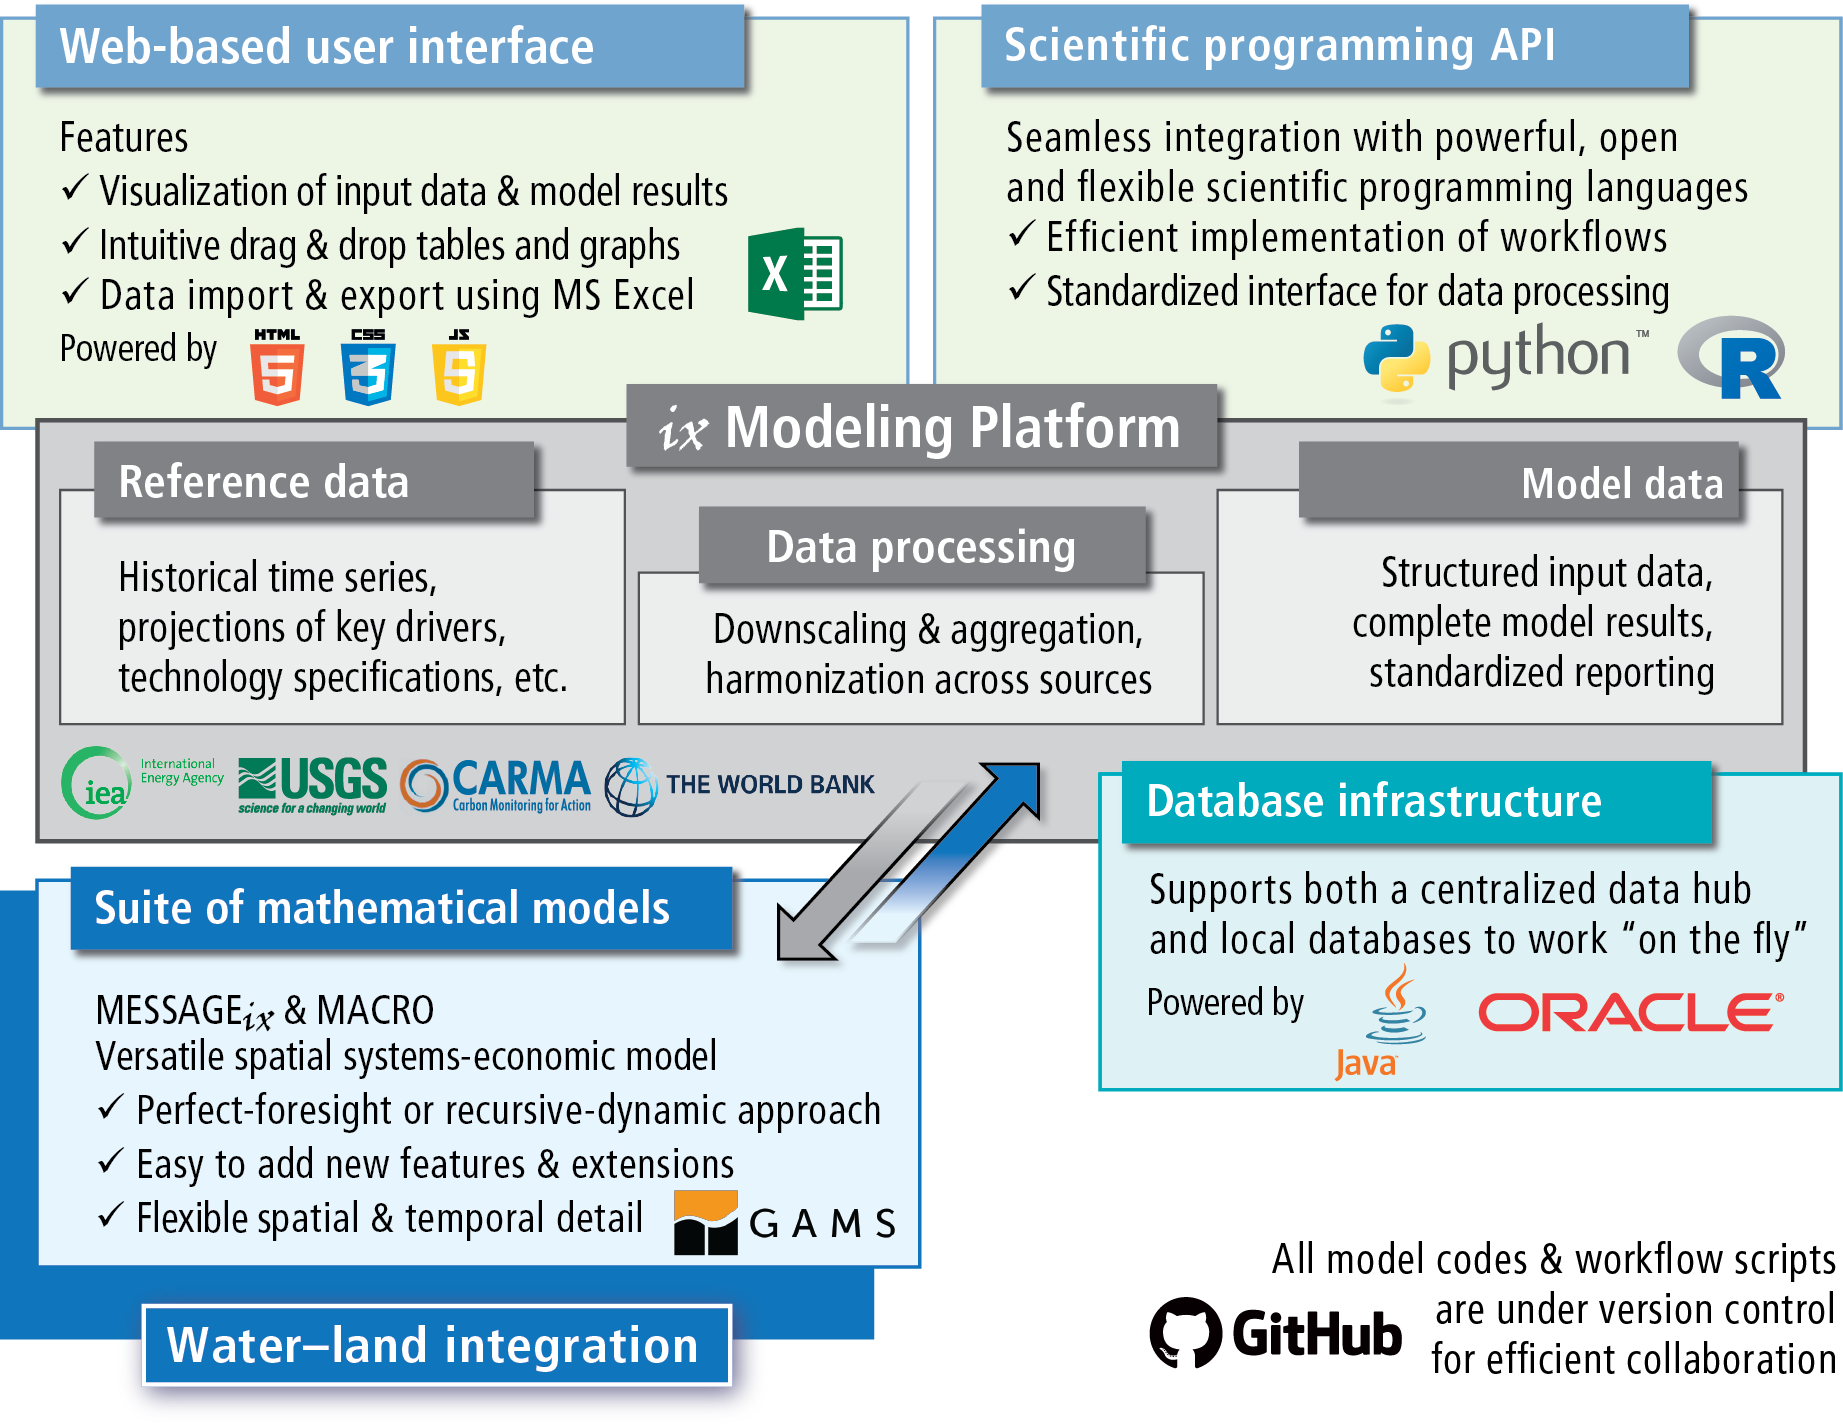 Web-based user interface
Features
✓ Visualization of input data & model results
✓ Intuitive drag & drop tables and graphs
✓ Data import & export using MS Excel
X
Powered by
HTML
5
CSS
3
JS
5
Scientific programming API
Seamless integration with powerful, open
and flexible scientific programming languages
✓ Efficient implementation of workflows
✓ Standardized interface for data processing
python™
R
ix Modeling Platform
Reference data
Historical time series,
projections of key drivers,
technology specifications, etc.
Data processing
Downscaling & aggregation,
harmonization across sources
Model data
Structured input data,
complete model results,
standardized reporting
iea
International
Energy Agency
USGS
science for a changing world
CARMA
Carbon Monitoring for Action
THE WORLD BANK
Database infrastructure
Supports both a centralized data hub
and local databases to work “on the fly”
Powered by
Java™
ORACLE®
Suite of mathematical models
MESSAGEix & MACRO
Versatile spatial systems-economic model
✓ Perfect-foresight or recursive-dynamic approach
✓ Easy to add new features & extensions
✓ Flexible spatial & temporal detail
GAMS
Water–land integration
All model codes & workflow scripts
are under version control
for efficient collaboration
GitHub